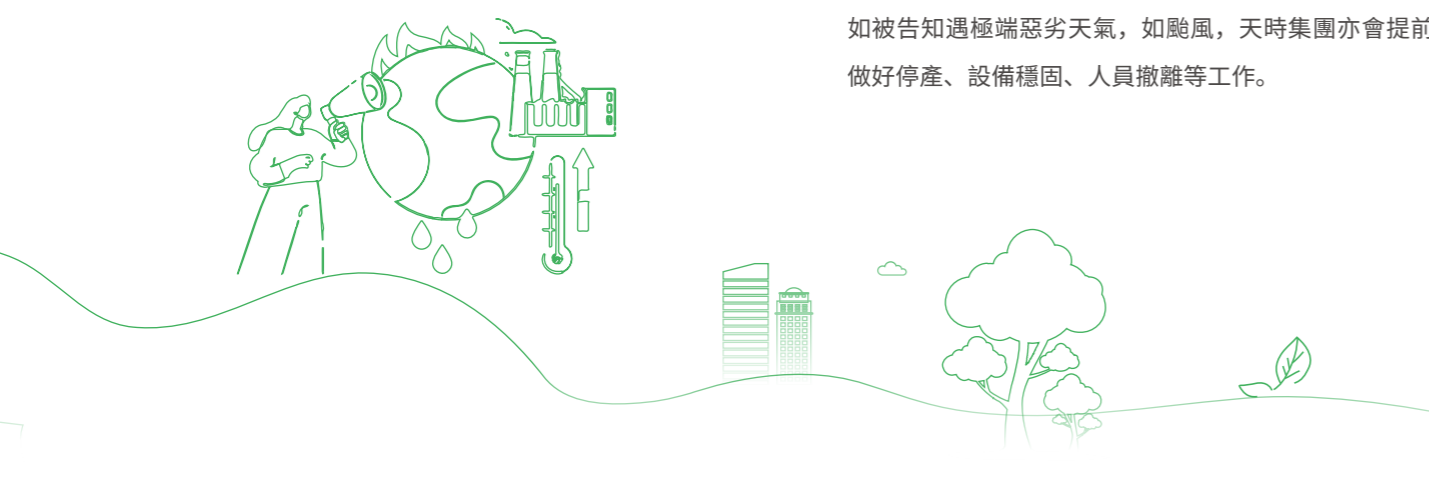 如被告知遇極端惡劣天氣，如颱風，天時集團亦會提前
做好停產、設備穩固、人員撤離等工作。